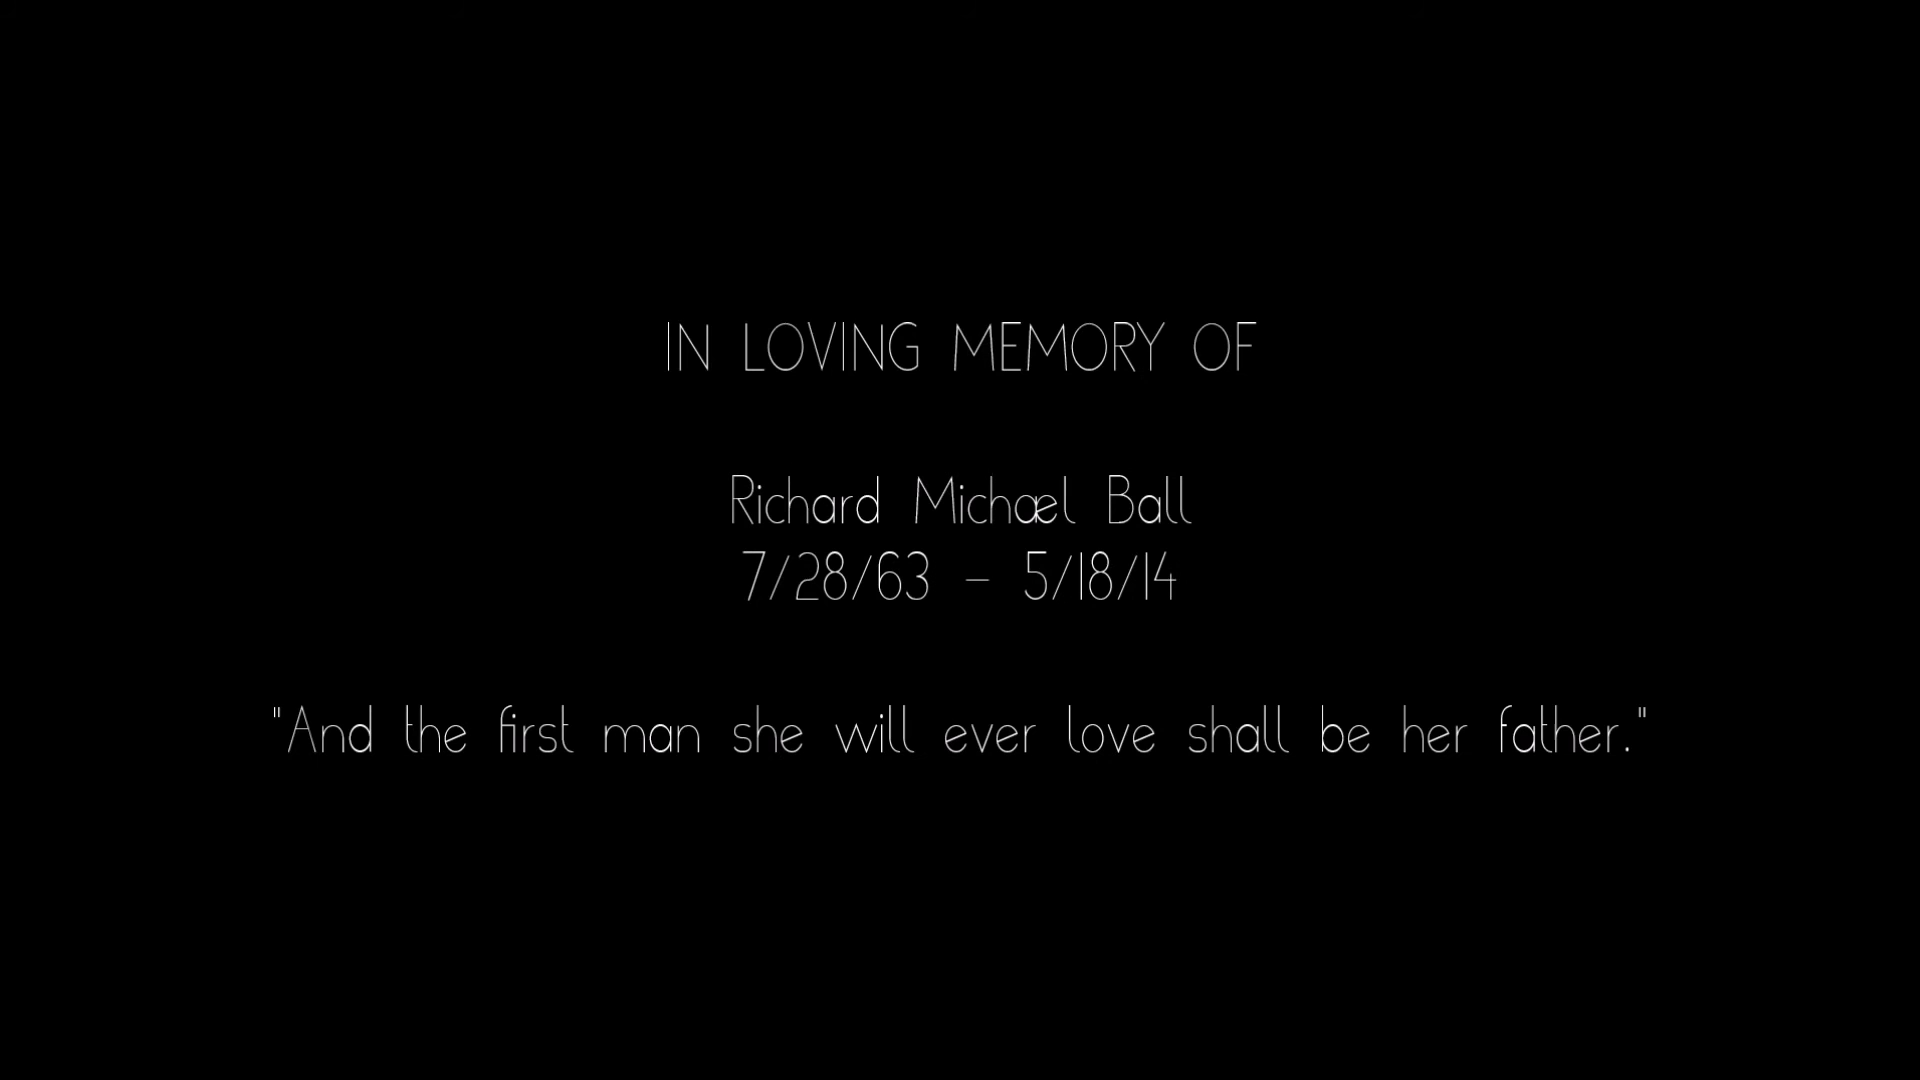 IN LOVING MEMORY OF
Richard Michael Ball
7/28/63 - 5/18/14
"And the first man she will ever love shall be her father."